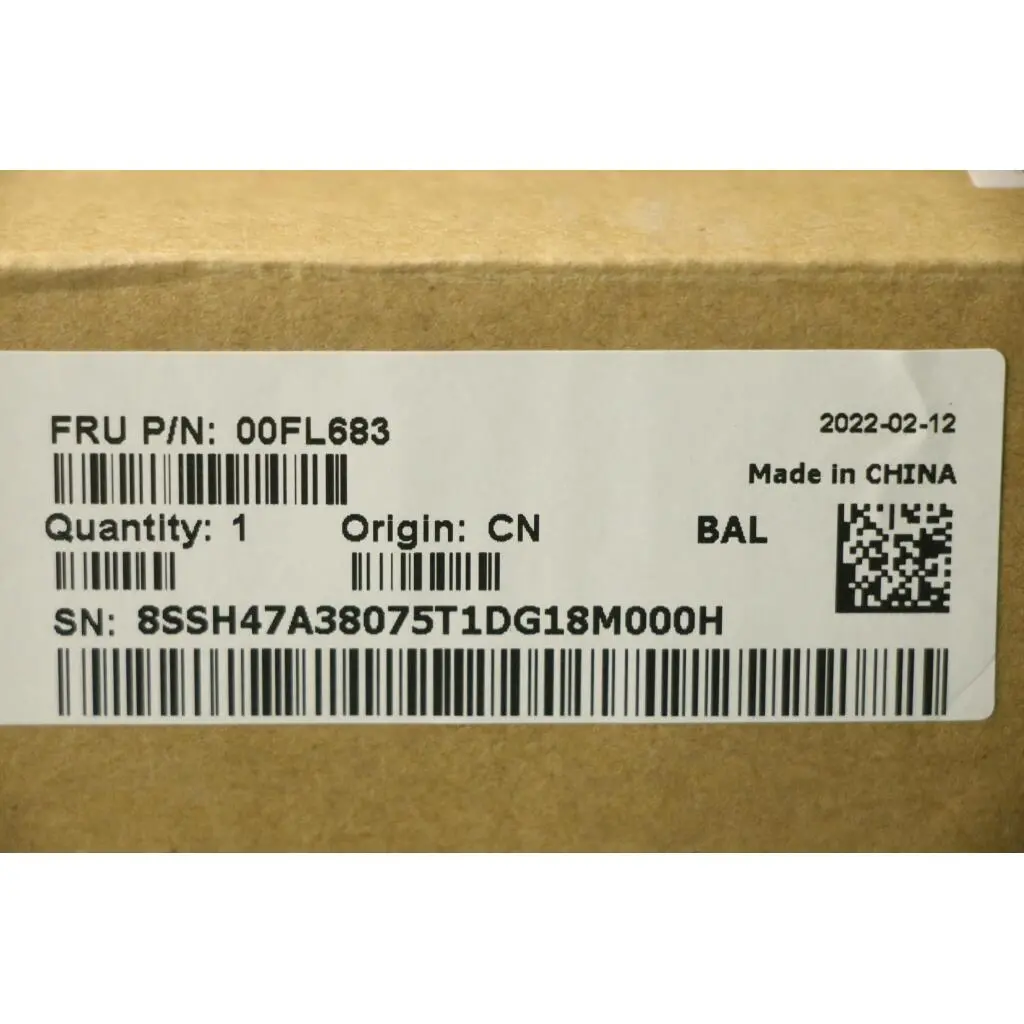 FRU P/N: 00FL683
2022-02-12
Made in CHINA
Quantity: 1 Origin: CN BAL
SN: 8SSH47A38075T1DG18M000H